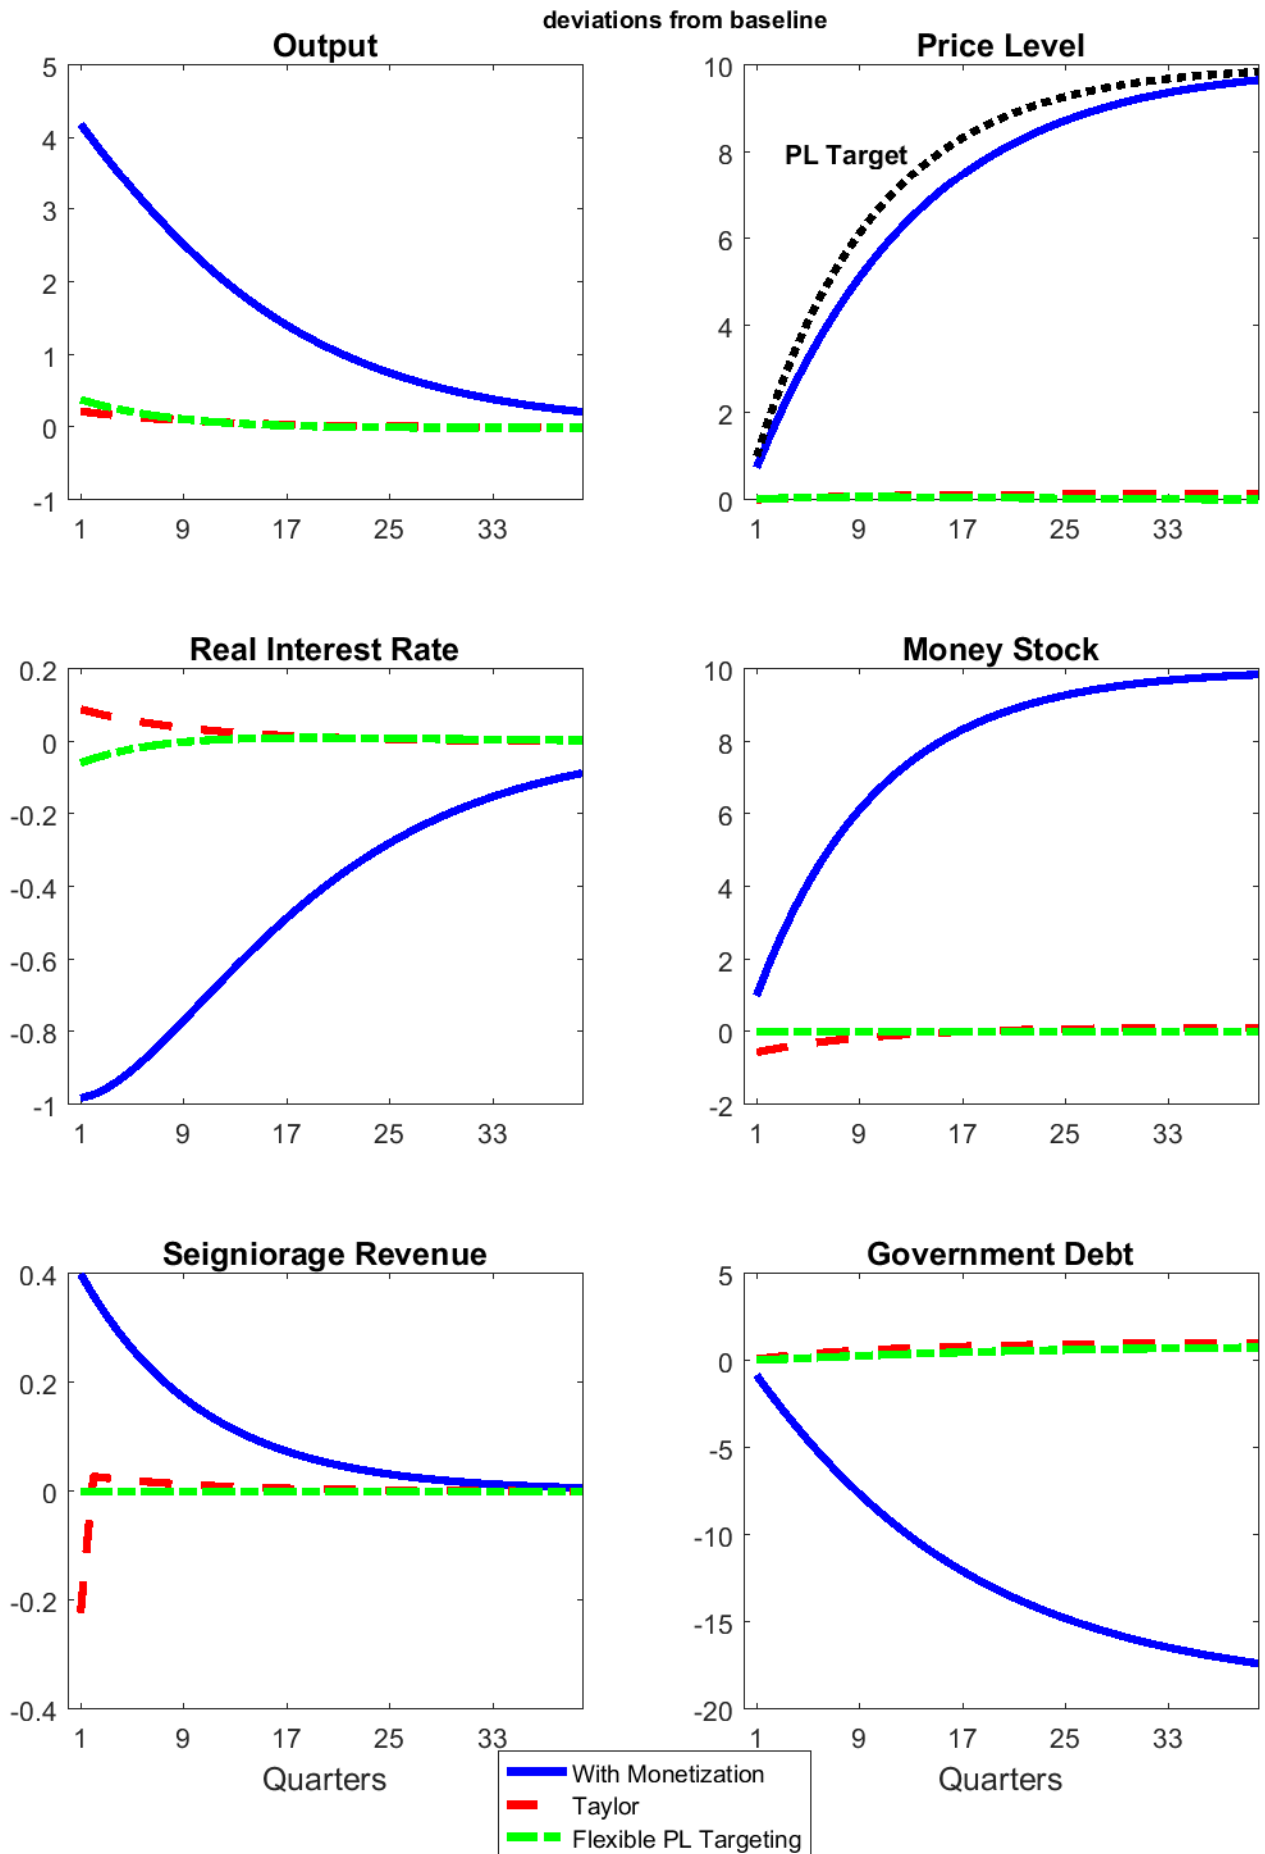 deviations from baseline
Output
Price Level
5
4
3
2
1
0
-1
1 9 17 25 33
10
8
6
4
2
0
1 9 17 25 33
PL Target
Real Interest Rate
Money Stock
0.2
0
-0.2
-0.4
-0.6
-0.8
-1
1 9 17 25 33
10
8
6
4
2
0
-2
1 9 17 25 33
Seigniorage Revenue
Government Debt
0.4
0.2
0
-0.2
-0.4
1 9 17 25 33
Quarters
5
0
-5
-10
-15
-20
1 9 17 25 33
Quarters
With Monetization
Taylor
Flexible PL Targeting